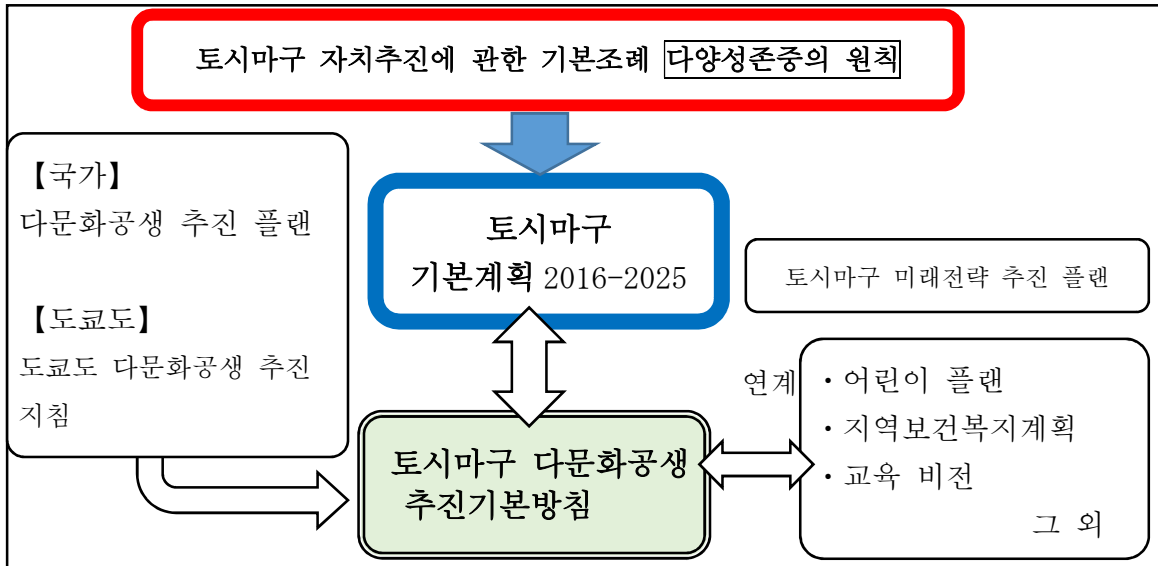 토시마구 자치추진에 관한 기본조례 다양성존중의 원칙
【국가】
다문화공생 추진 플랜
【도쿄도】
도쿄도 다문화공생 추진
지침
토시마구
기본계획 2016-2025
토시마구 미래전략 추진 플랜
연계
・어린이 플랜
・지역보건복지계획
・교육 비전
그 외
토시마구 다문화공생
추진기본방침